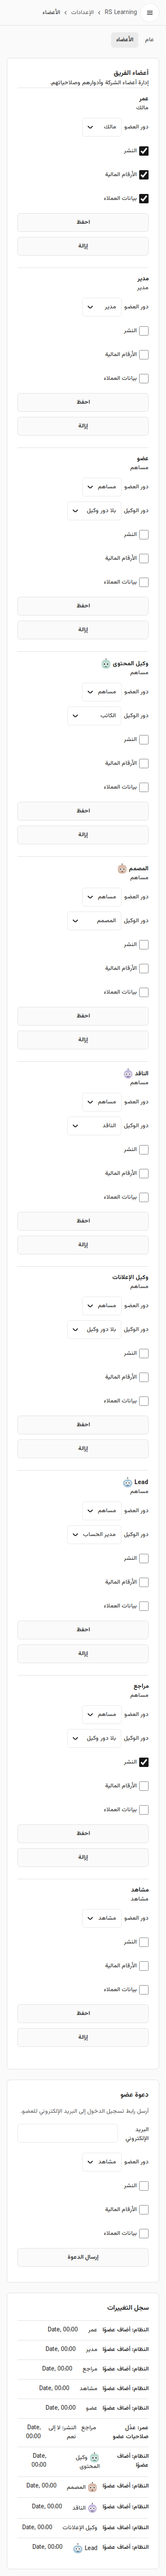 RS Learning > الإعدادات > الأعضاء
عام الأعضاء
أعضاء الفريق
إدارة أعضاء الشركة وأدوارهم وصلاحياتهم.
عمر
مالك
دور العضو مالك
النشر
الأرقام المالية
بيانات العملاء
احفظ
إزالة
مدير
مدير
دور العضو مدير
النشر
الأرقام المالية
بيانات العملاء
احفظ
إزالة
عضو
مساهم
دور العضو مساهم
دور الوكيل بلا دور وكيل
النشر
الأرقام المالية
بيانات العملاء
احفظ
إزالة
وكيل المحتوى
مساهم
دور العضو مساهم
دور الوكيل الكاتب
النشر
الأرقام المالية
بيانات العملاء
احفظ
إزالة
المصمم
مساهم
دور العضو مساهم
دور الوكيل المصمم
النشر
الأرقام المالية
بيانات العملاء
احفظ
إزالة
الناقد
مساهم
دور العضو مساهم
دور الوكيل الناقد
النشر
الأرقام المالية
بيانات العملاء
احفظ
إزالة
وكيل الإعلانات
مساهم
دور العضو مساهم
دور الوكيل بلا دور وكيل
النشر
الأرقام المالية
بيانات العملاء
احفظ
إزالة
Lead
مساهم
دور العضو مساهم
دور الوكيل مدير الحساب
النشر
الأرقام المالية
بيانات العملاء
احفظ
إزالة
مراجع
مساهم
دور العضو مساهم
دور الوكيل بلا دور وكيل
النشر
الأرقام المالية
بيانات العملاء
احفظ
إزالة
مشاهد
مشاهد
دور العضو مشاهد
النشر
الأرقام المالية
بيانات العملاء
احفظ
إزالة
دعوة عضو
أرسل رابط تسجيل الدخول إلى البريد الإلكتروني للعضو.
البريد
الإلكتروني
دور العضو مشاهد
النشر
الأرقام المالية
بيانات العملاء
إرسال الدعوة
سجل التغييرات
النظام: أضاف عضوًا عمر Date, 00:00
النظام: أضاف عضوًا مدير Date, 00:00
النظام: أضاف عضوًا مراجع Date, 00:00
النظام: أضاف عضوًا مشاهد Date, 00:00
النظام: أضاف عضوًا عضو Date, 00:00
عمر: عدّل صلاحيات عضو مراجع النشر: لا إلى نعم Date, 00:00
النظام: أضاف عضوًا وكيل المحتوى Date, 00:00
النظام: أضاف عضوًا المصمم Date, 00:00
النظام: أضاف عضوًا الناقد Date, 00:00
النظام: أضاف عضوًا وكيل الإعلانات Date, 00:00
النظام: أضاف عضوًا Lead Date, 00:00